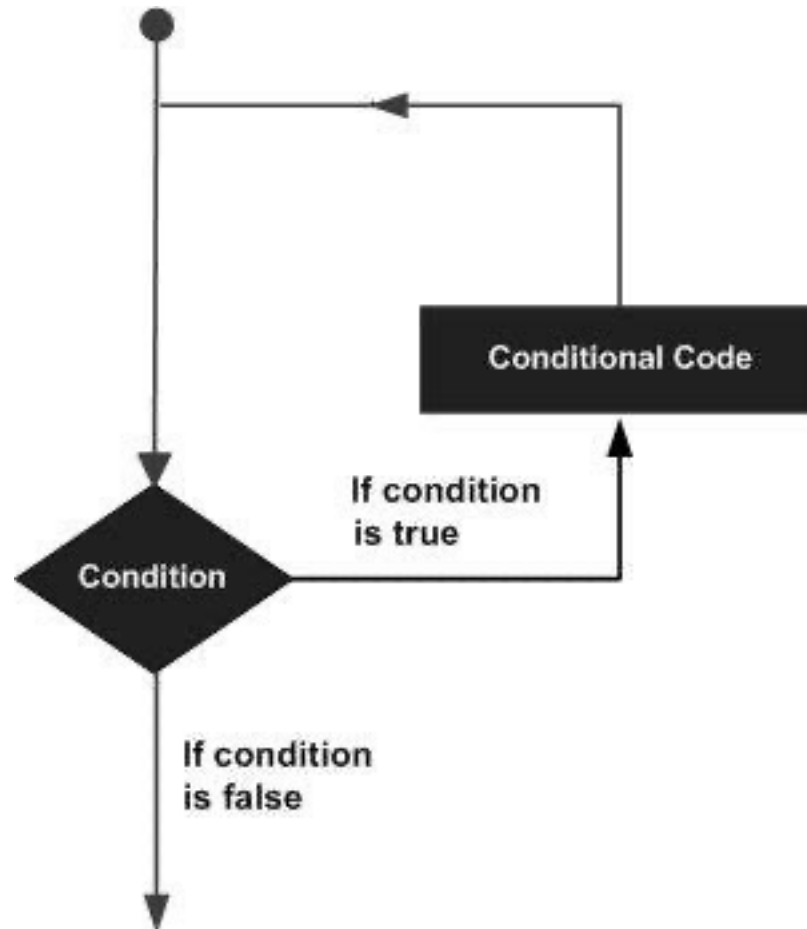 Conditional Code
If condition
is true
Condition
If condition
is false